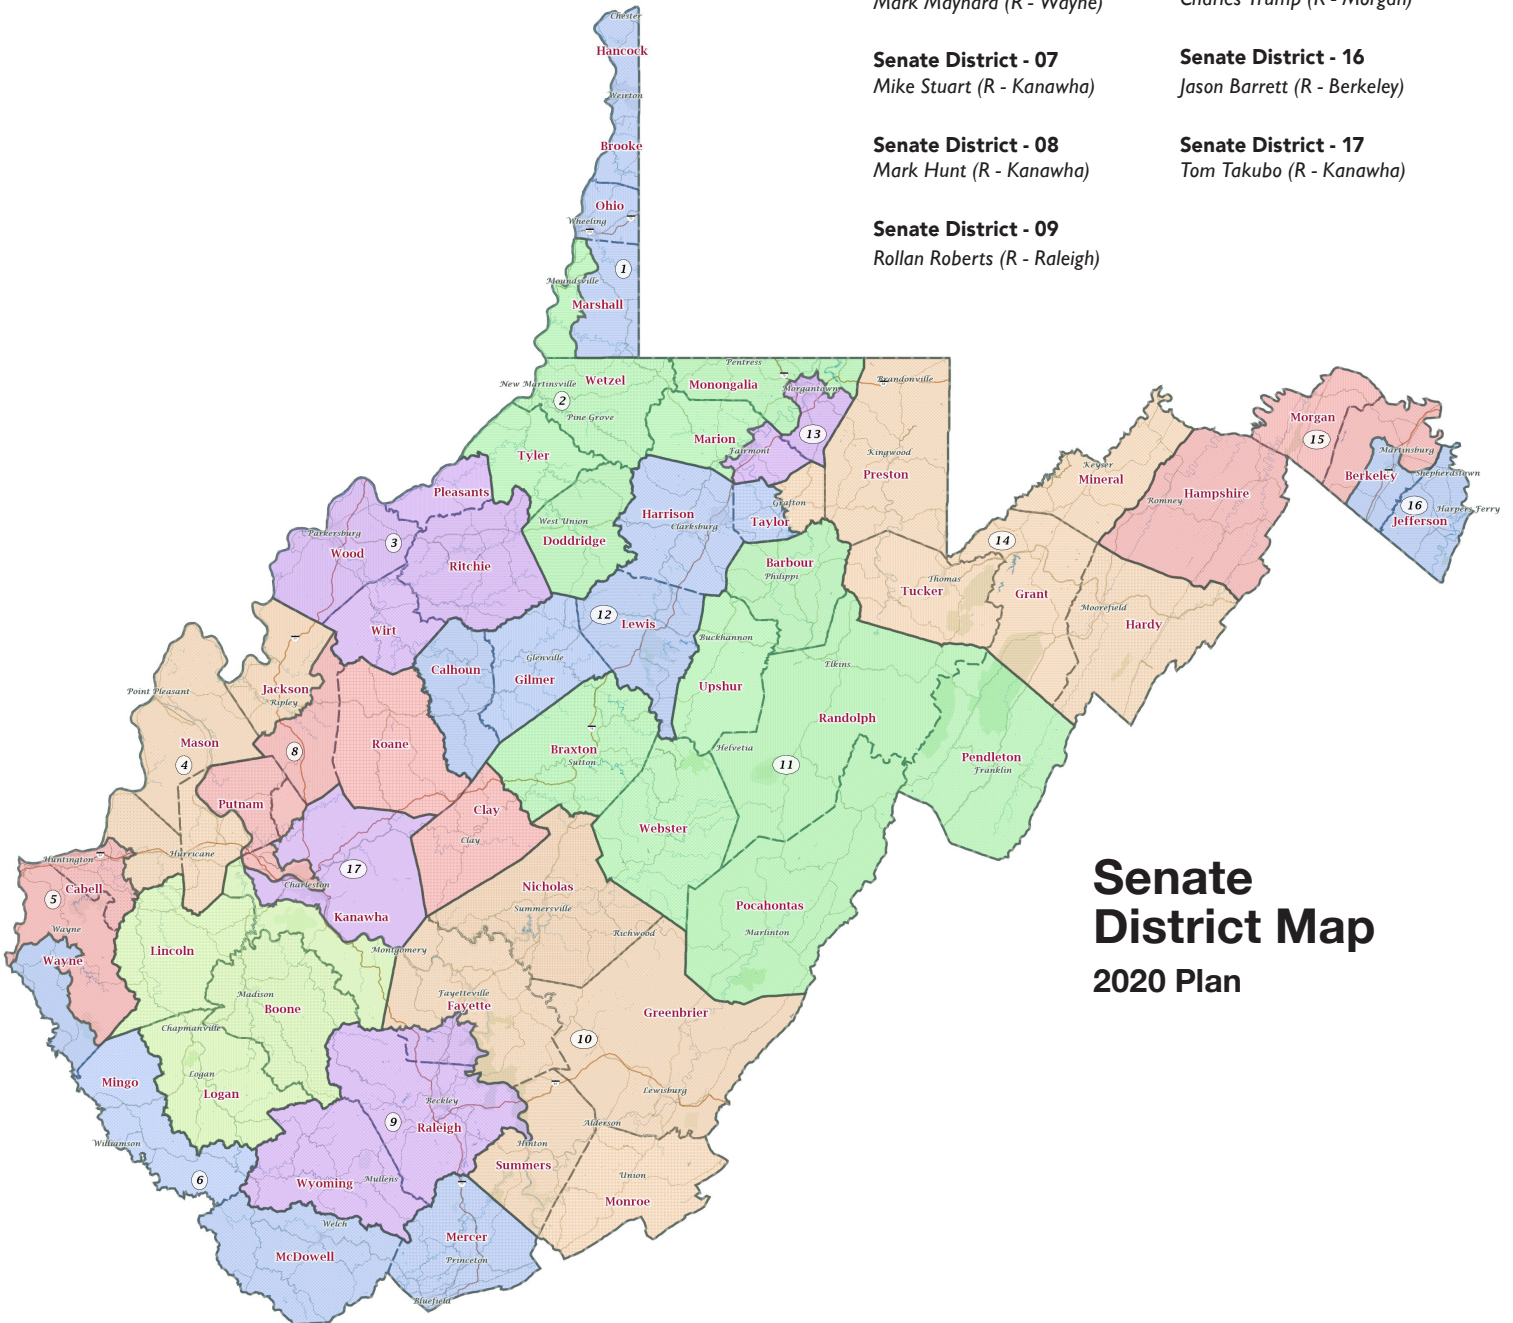 Mark Maynard (R - Wayne)
Charles Trump (R - Morgan)
Senate District - 07
Mike Stuart (R - Kanawha)
Senate District - 16
Jason Barrett (R - Berkeley)
Senate District - 08
Mark Hunt (R - Kanawha)
Senate District - 17
Tom Takubo (R - Kanawha)
Senate District - 09
Rollan Roberts (R - Raleigh)
Chester
Hancock
Weirton
Brooke
Ohio
Wheeling
1
Moundsville
Marshall
Pentress
New Martinsville
Wetzel
Monongalia
Morgantown
Brandonville
2
Pine Grove
Marion
Fairmont
13
Kingwood
Preston
Morgan
15
Martinsburg
Berkeley
Shepherdstown
16
Harpers Ferry
Jefferson
Keyser
Mineral
Romney
Hampshire
Tyler
Pleasants
Harrison
Clarksburg
Grafton
Taylor
West Union
Doddridge
Parkersburg
3
Wood
Ritchie
14
Barbour
Philippi
Thomas
Tucker
Grant
Moorefield
Hardy
12
Lewis
Wirt
Buckhannon
Calhoun
Glenville
Gilmer
Elkins
Upshur
Point Pleasant
Jackson
Ripley
Randolph
Mason
8
Roane
Braxton
Sutton
Helvetia
Pendleton
Franklin
4
11
Putnam
Clay
Clay
Webster
Hurricane
Huntington
17
Charleston
Cabell
5
Nicholas
Summersville
Kanawha
Pocahontas
Marlinton
Wayne
Richwood
Lincoln
Montgomery
Wayne
Madison
Boone
Fayetteville
Fayette
Greenbrier
Chapmanville
10
Logan
Logan
Mingo
Beckley
Lewisburg
9
Raleigh
Alderson
Williamson
Hinton
Summers
6
Wyoming
Mullens
Union
Monroe
Welch
McDowell
Mercer
Princeton
Bluefield
Senate
District Map
2020 Plan